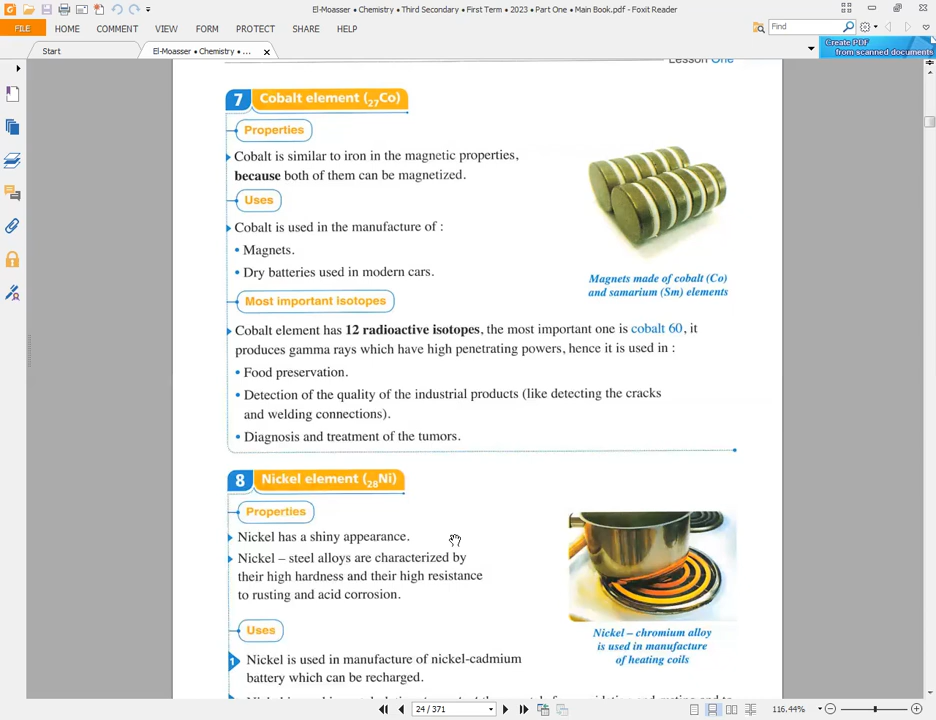 El-Moasser • Chemistry • Third Secondary • First Term • 2023 • Part One • Main Book.pdf - Foxit Reader
FILE HOME COMMENT VIEW FORM PROTECT SHARE HELP
Find
Start
El-Moasser • Chemistry • ...
Create PDF
from scanned documents
Lesson One
7 Cobalt element (₂₇Co)
Properties
Cobalt is similar to iron in the magnetic properties,
because both of them can be magnetized.
Uses
Cobalt is used in the manufacture of :
• Magnets.
• Dry batteries used in modern cars.
Magnets made of cobalt (Co)
and samarium (Sm) elements
Most important isotopes
Cobalt element has 12 radioactive isotopes, the most important one is cobalt 60, it
produces gamma rays which have high penetrating powers, hence it is used in :
• Food preservation.
• Detection of the quality of the industrial products (like detecting the cracks
and welding connections).
• Diagnosis and treatment of the tumors.
8 Nickel element (₂₈Ni)
Properties
Nickel has a shiny appearance.
Nickel – steel alloys are characterized by
their high hardness and their high resistance
to rusting and acid corrosion.
Nickel – chromium alloy
is used in manufacture
of heating coils
Uses
1 Nickel is used in manufacture of nickel-cadmium
battery which can be recharged.
24 / 371
116.44%